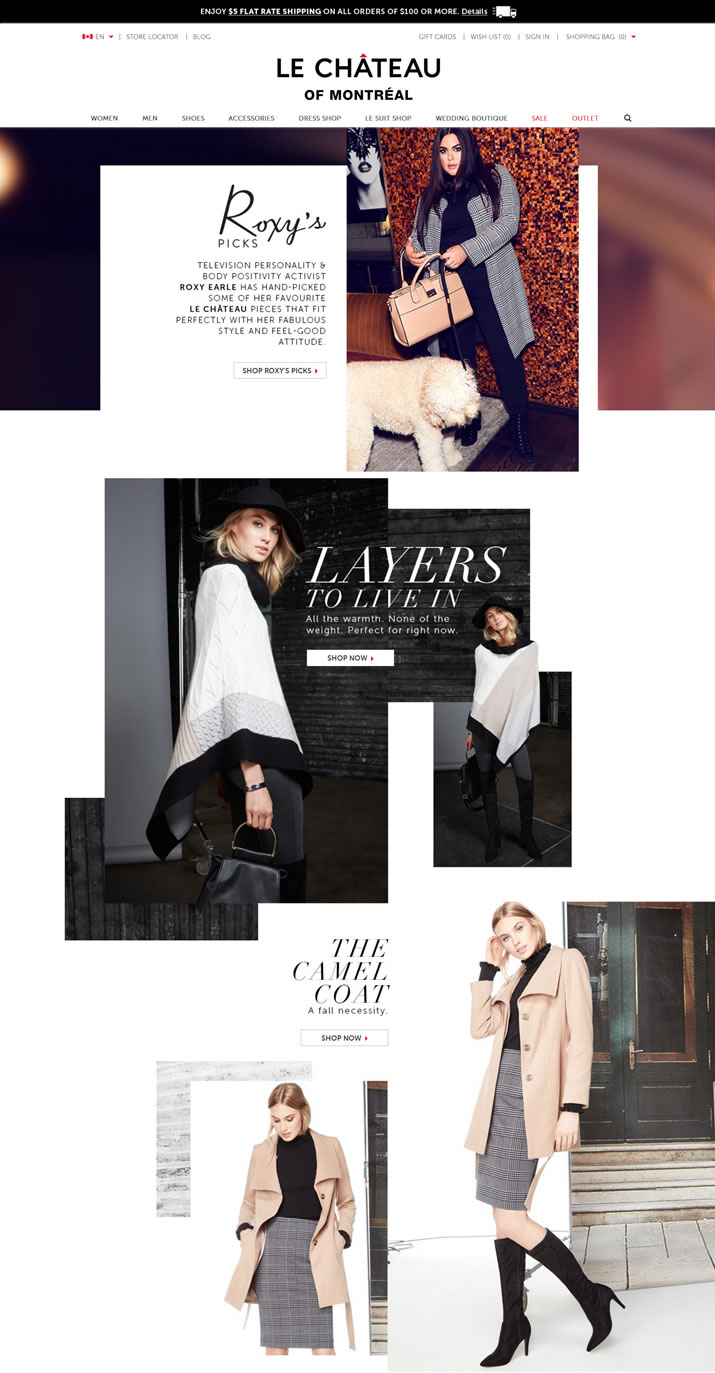 ENJOY $5 FLAT RATE SHIPPING ON ALL ORDERS OF $100 OR MORE. Details
EN | STORE LOCATOR | BLOG
GIFT CARDS | WISH LIST (0) | SIGN IN | SHOPPING BAG (0)
LE CHÂTEAU
OF MONTRÉAL
WOMEN MEN SHOES ACCESSORIES DRESS SHOP LE SUIT SHOP WEDDING BOUTIQUE SALE OUTLET
Roxy's
PICKS
TELEVISION PERSONALITY &
BODY POSITIVITY ACTIVIST
ROXY EARLE HAS HAND-PICKED
SOME OF HER FAVOURITE
LE CHÂTEAU PIECES THAT FIT
PERFECTLY WITH HER FABULOUS
STYLE AND FEEL-GOOD
ATTITUDE.
SHOP ROXY'S PICKS
LAYERS
TO LIVE IN
All the warmth. None of the
weight. Perfect for right now.
SHOP NOW
THE
CAMEL
COAT
A fall necessity.
SHOP NOW